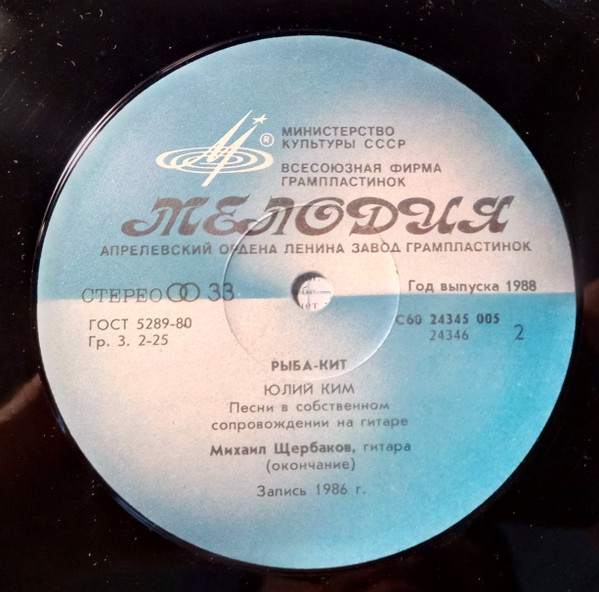 ®
МИНИСТЕРСТВО
КУЛЬТУРЫ СССР
ВСЕСОЮЗНАЯ ФИРМА
ГРАМПЛАСТИНОК
МЕЛОДИЯ
АПРЕЛЕВСКИЙ ОРДЕНА ЛЕНИНА ЗАВОД ГРАМПЛАСТИНОК
СТЕРЕО 33
Год выпуска 1988
ГОСТ 5289-80
С60 24345 005
Гр. 3. 2-25
24346 2
РЫБА-КИТ
ЮЛИЙ КИМ
Песни в собственном
сопровождении на гитаре
Михаил Щербаков, гитара
(окончание)
Запись 1986 г.